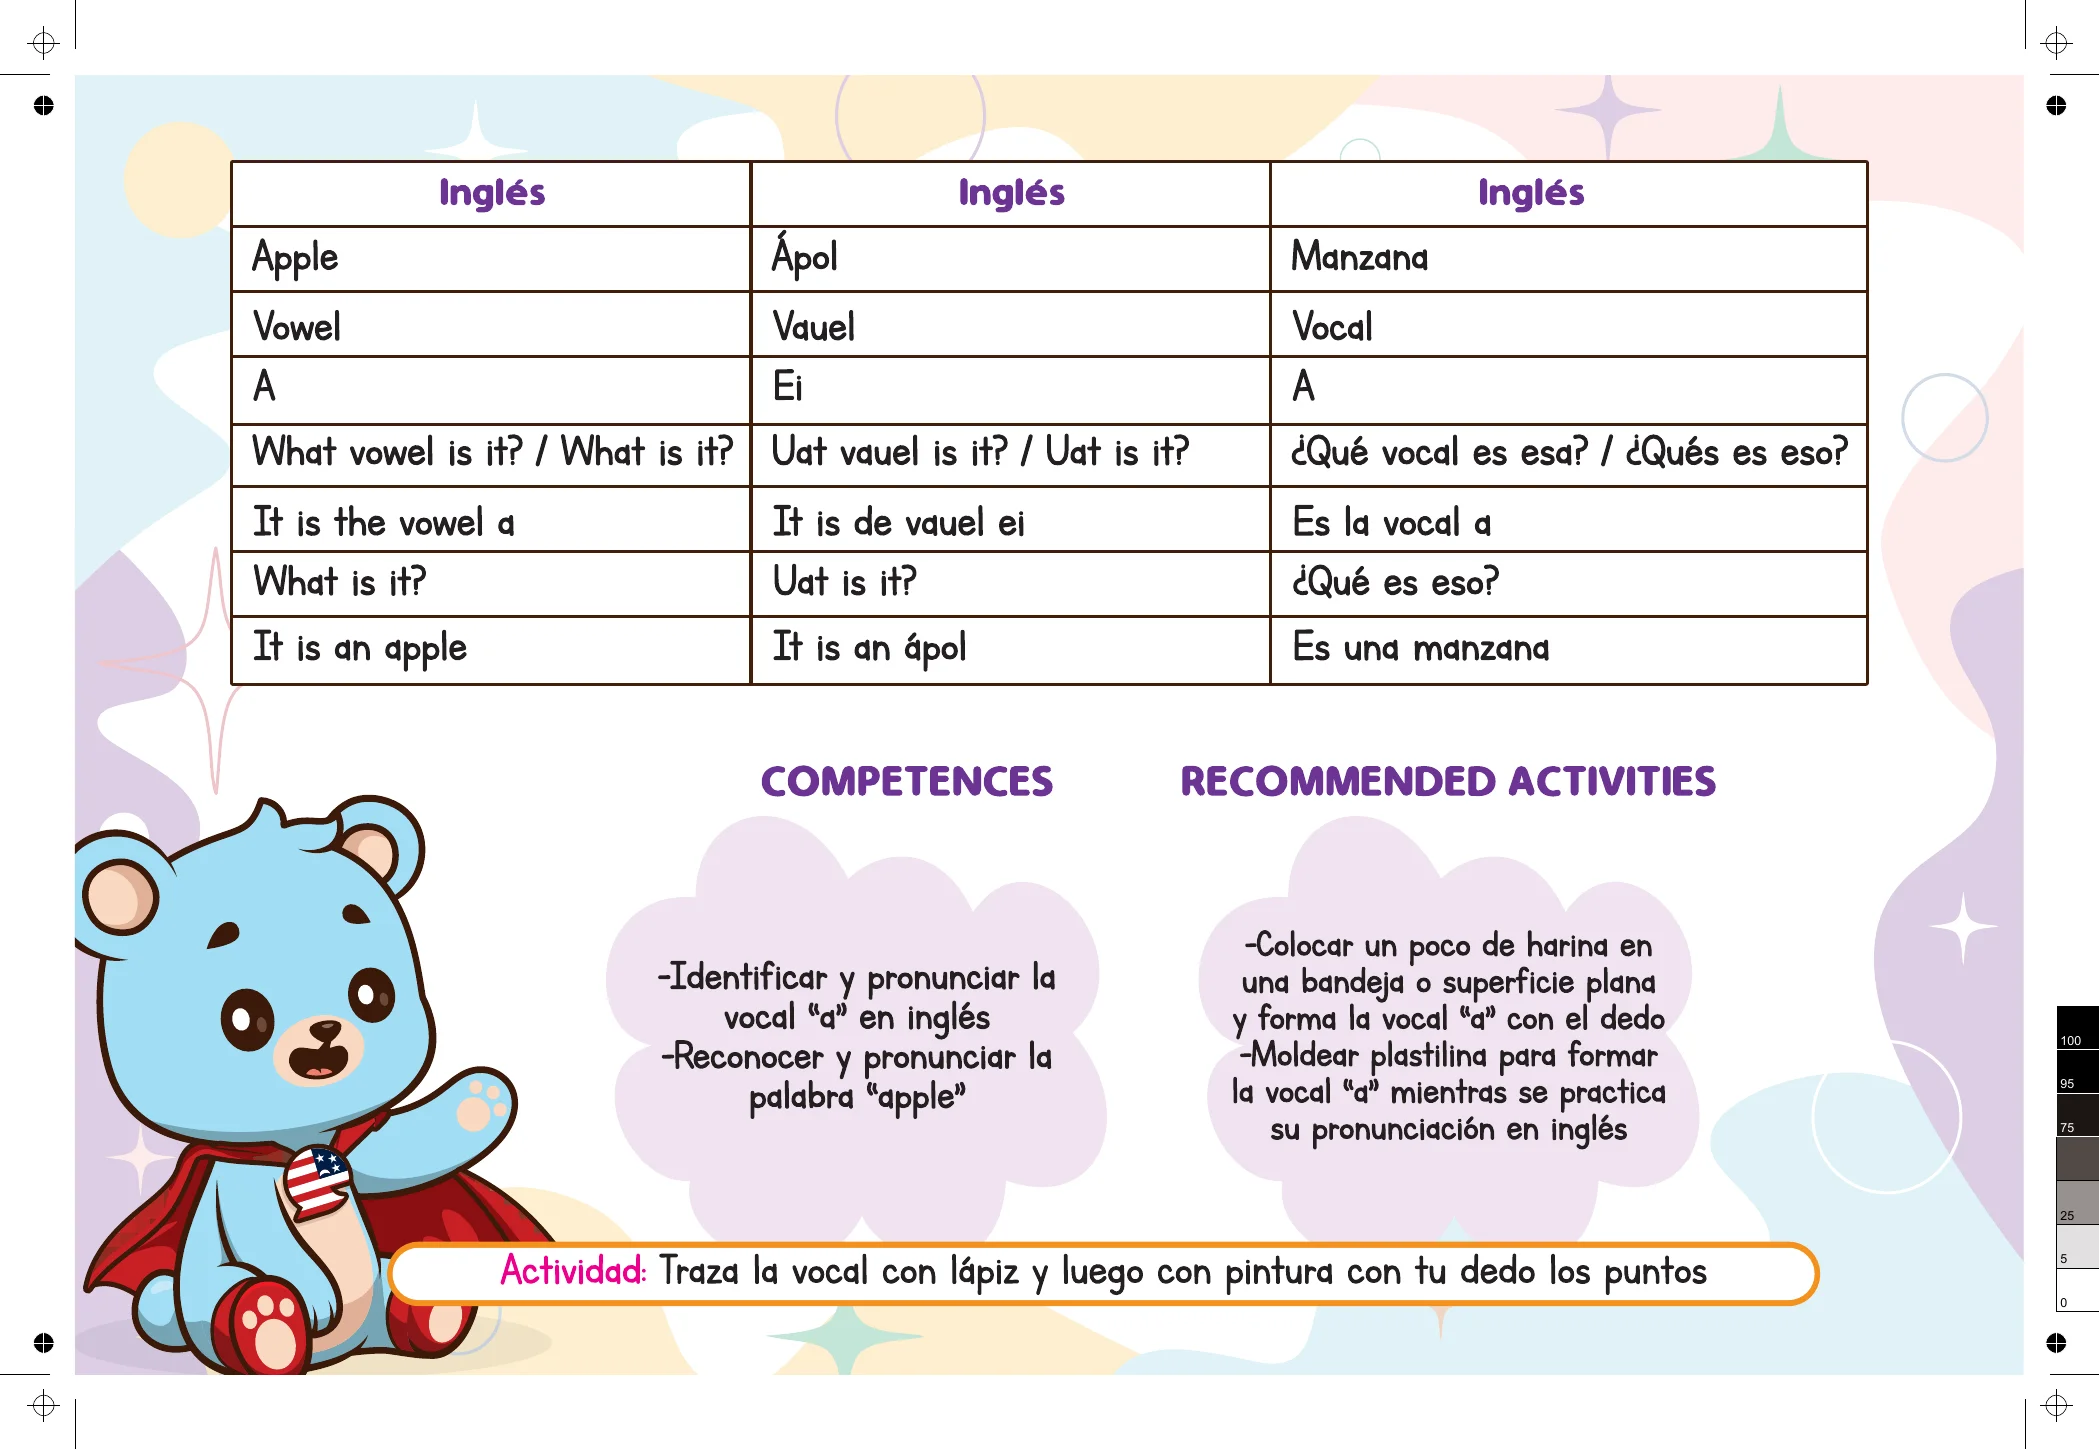 Inglés Inglés Inglés
Apple Ápol Manzana
Vowel Vauel Vocal
A Ei A
What vowel is it? / What is it? Uat vauel is it? / Uat is it? ¿Qué vocal es esa? / ¿Qués es eso?
It is the vowel a It is de vauel ei Es la vocal a
What is it? Uat is it? ¿Qué es eso?
It is an apple It is an ápol Es una manzana
COMPETENCES
-Identificar y pronunciar la
vocal “a” en inglés
-Reconocer y pronunciar la
palabra “apple”
RECOMMENDED ACTIVITIES
-Colocar un poco de harina en
una bandeja o superficie plana
y forma la vocal “a” con el dedo
-Moldear plastilina para formar
la vocal “a” mientras se practica
su pronunciación en inglés
Actividad: Traza la vocal con lápiz y luego con pintura con tu dedo los puntos
100
95
75
25
5
0